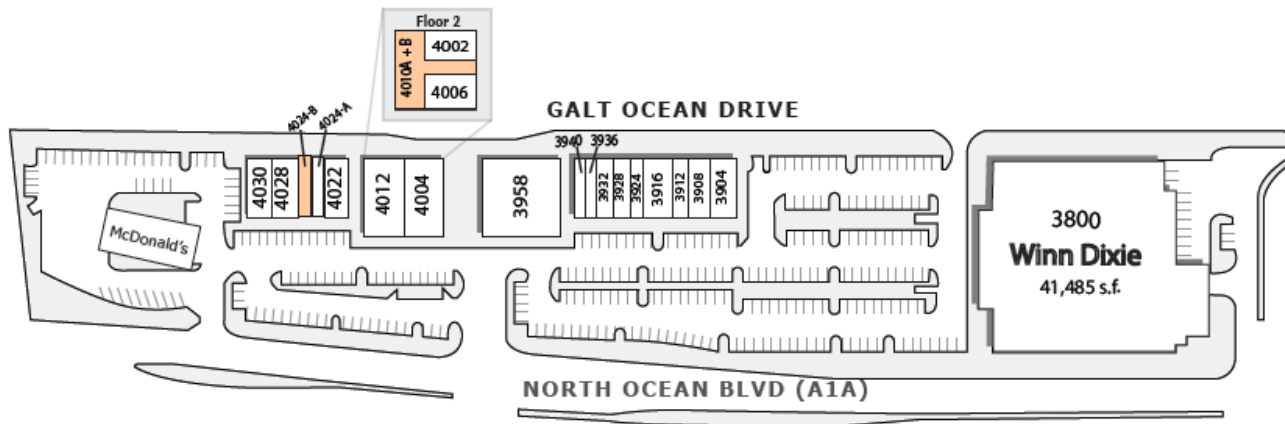 Floor 2
4010A + B
4002
4006
GALT OCEAN DRIVE
4024-B
4024-A
3940
3936
4030
4028
4022
4012
4004
3958
3932
3928
3924
3916
3912
3908
3904
McDonald's
3800
Winn Dixie
41,485 s.f.
NORTH OCEAN BLVD (A1A)